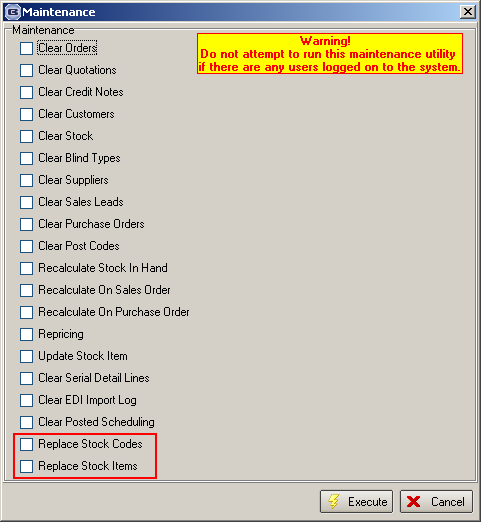 Maintenance
Maintenance
Clear Orders
Warning!
Do not attempt to run this maintenance utility
if there are any users logged on to the system.
Clear Quotations
Clear Credit Notes
Clear Customers
Clear Stock
Clear Blind Types
Clear Suppliers
Clear Sales Leads
Clear Purchase Orders
Clear Post Codes
Recalculate Stock In Hand
Recalculate On Sales Order
Recalculate On Purchase Order
Repricing
Update Stock Item
Clear Serial Detail Lines
Clear EDI Import Log
Clear Posted Scheduling
Replace Stock Codes
Replace Stock Items
Execute
Cancel